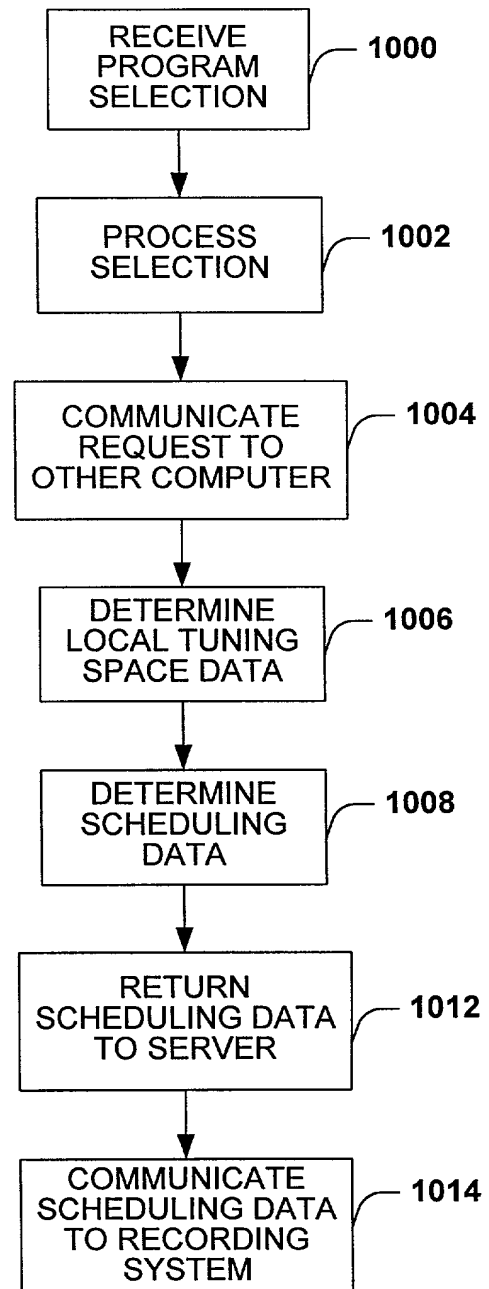 RECEIVE
PROGRAM
SELECTION
1000
PROCESS
SELECTION
1002
COMMUNICATE
REQUEST TO
OTHER COMPUTER
1004
DETERMINE
LOCAL TUNING
SPACE DATA
1006
DETERMINE
SCHEDULING
DATA
1008
RETURN
SCHEDULING DATA
TO SERVER
1012
COMMUNICATE
SCHEDULING DATA
TO RECORDING
SYSTEM
1014